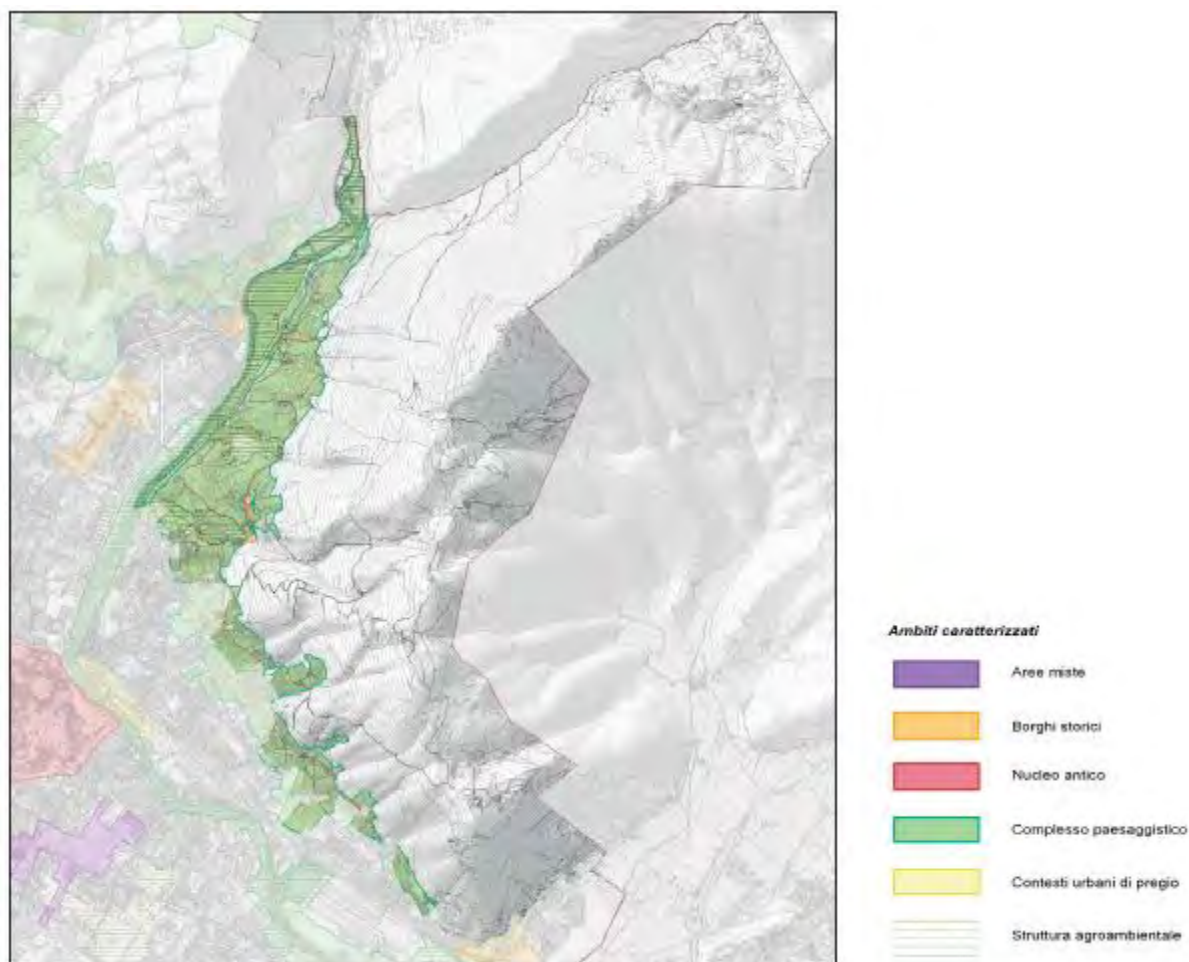 Ambiti caratterizzati
Aree miste
Borghi storici
Nucleo antico
Complesso paesaggistico
Contesti urbani di pregio
Struttura agroambientale